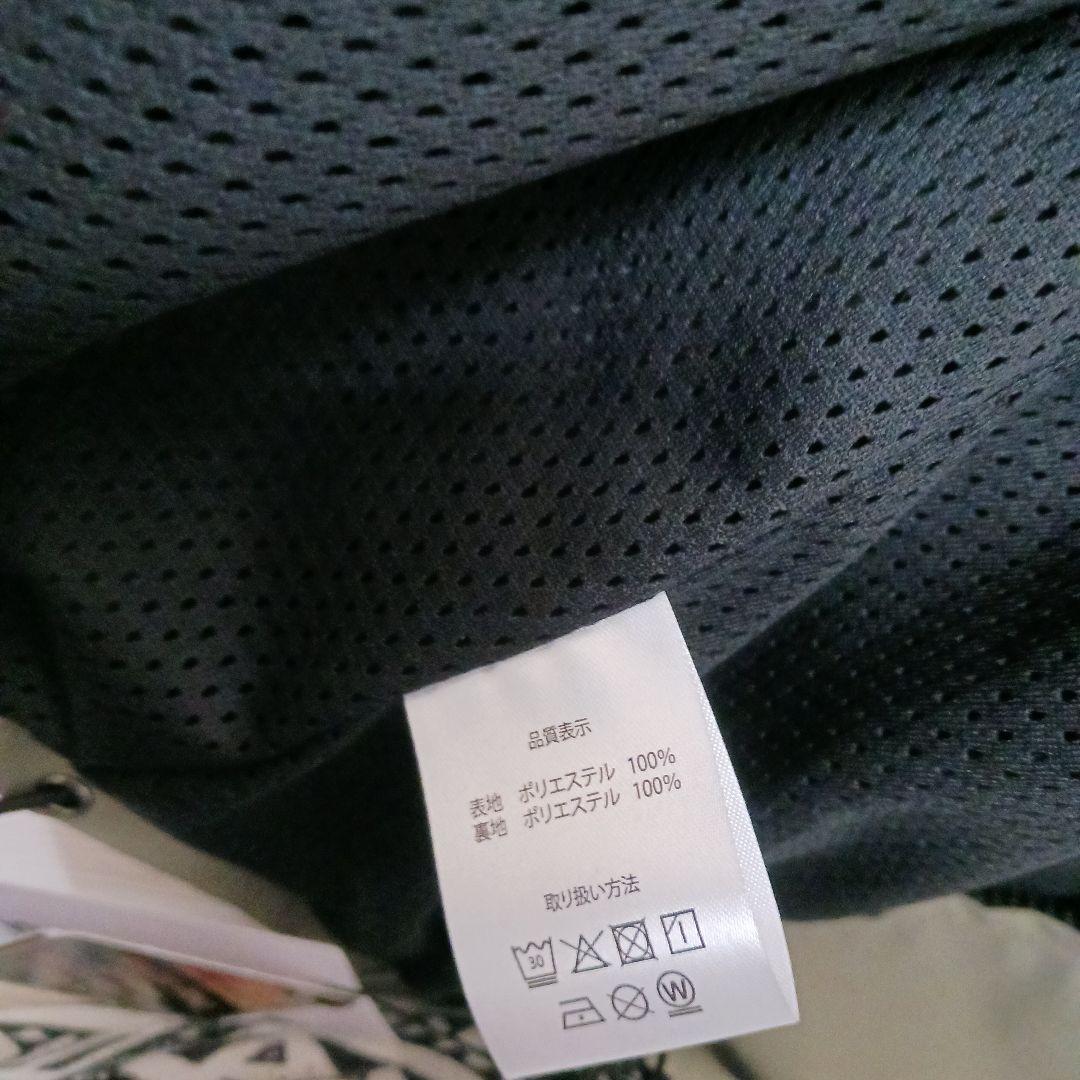 品質表示
表地 ポリエステル 100%
裏地 ポリエステル 100%
取り扱い方法
30
W